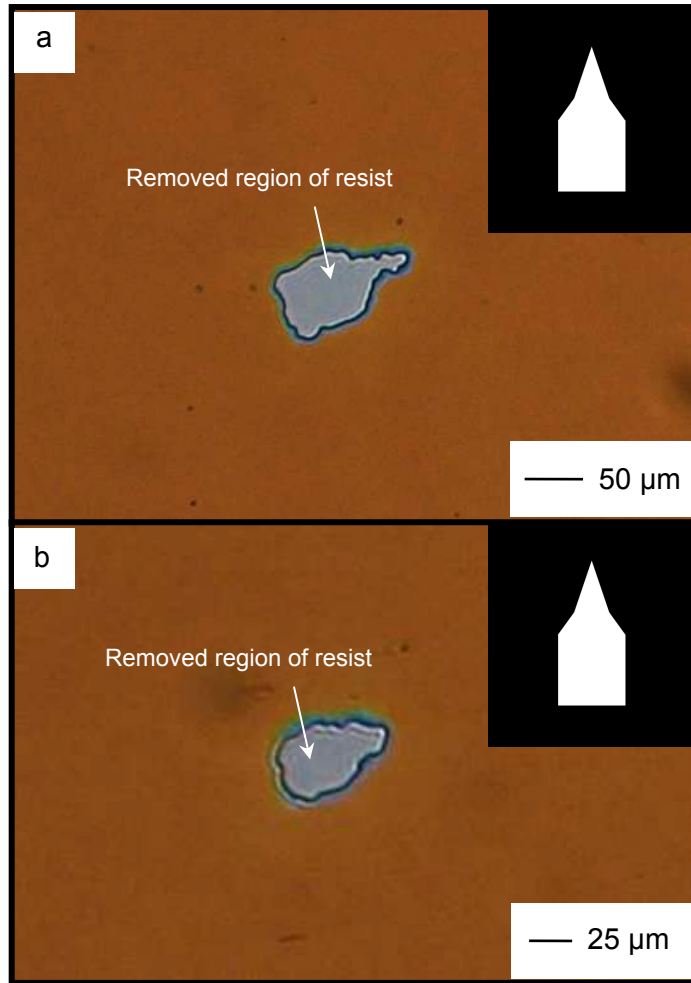 a
Removed region of resist
50 μm
b
Removed region of resist
25 μm